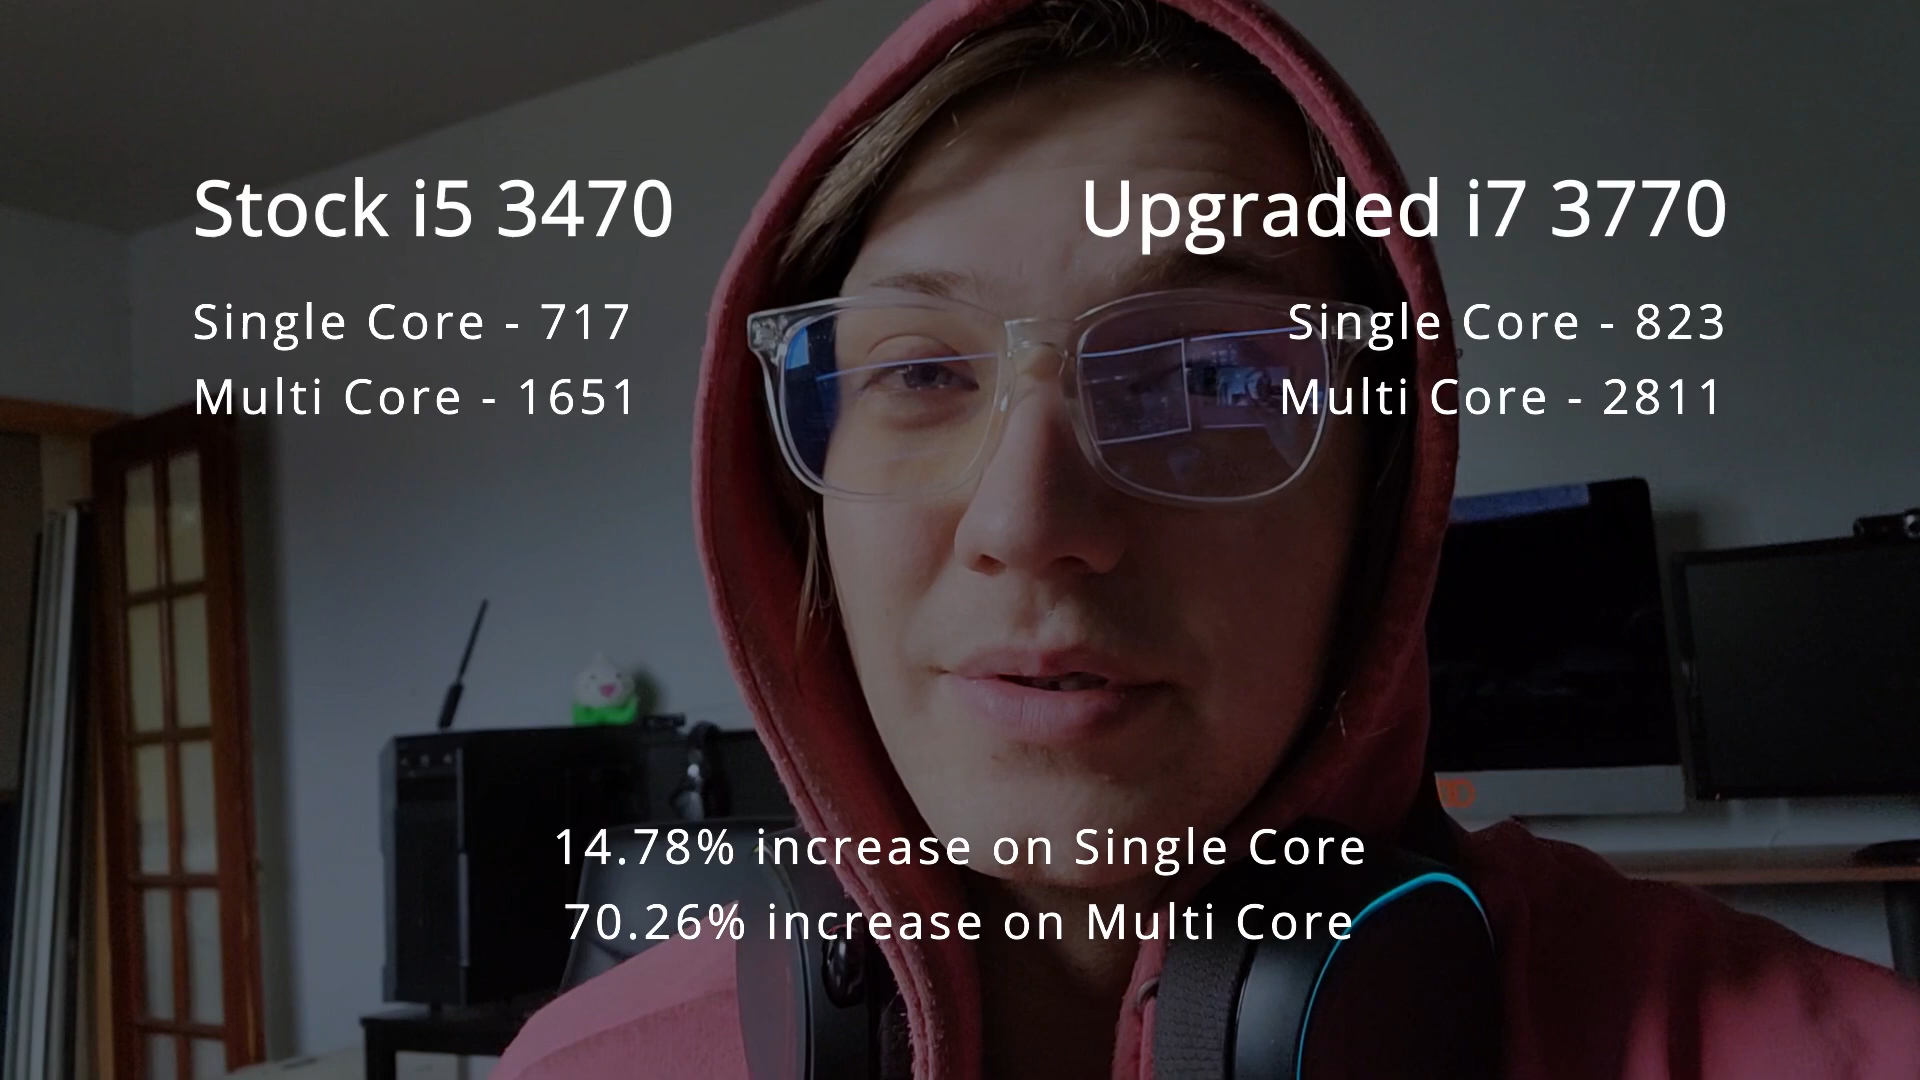 Stock i5 3470
Single Core - 717
Multi Core - 1651
Upgraded i7 3770
Single Core - 823
Multi Core - 2811
14.78% increase on Single Core
70.26% increase on Multi Core